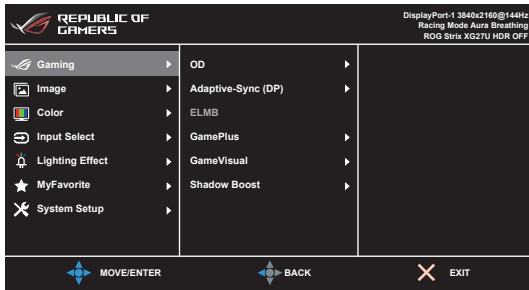 REPUBLIC OF
GAMERS
DisplayPort-1 3840x2160@144Hz
Racing Mode Aura Breathing
ROG Strix XG27U HDR OFF
Gaming
Image
Color
Input Select
Lighting Effect
MyFavorite
System Setup
OD
Adaptive-Sync (DP)
ELMB
GamePlus
GameVisual
Shadow Boost
MOVE/ENTER
BACK
EXIT